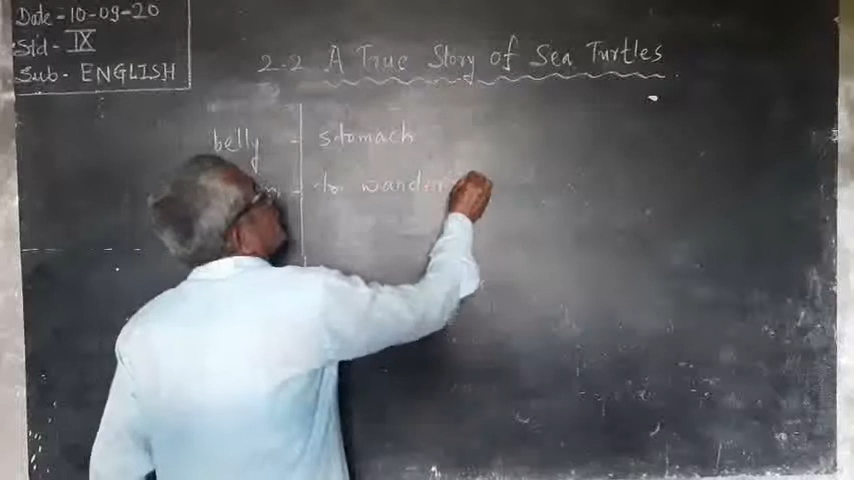 Date - 10-09-20
Std - IX
Sub - ENGLISH
2.2 A True Story of Sea Turtles
belly - stomach
- to wander